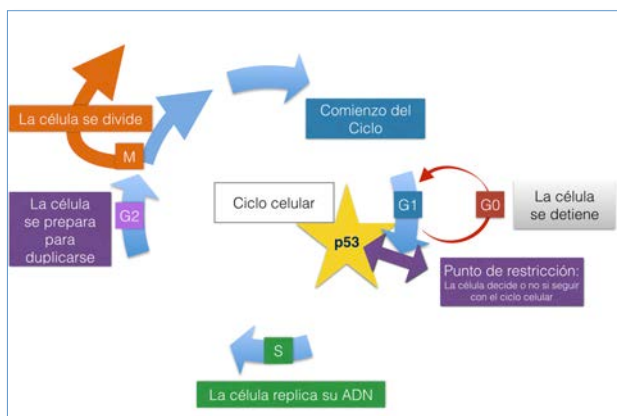 La célula se divide
M
Comienzo del
Ciclo
La célula
se prepara
para
duplicarse
G2
Ciclo celular
G1
G0
La célula
se detiene
p53
Punto de restricción:
La célula decide o no si seguir
con el ciclo celular
S
La célula replica su ADN